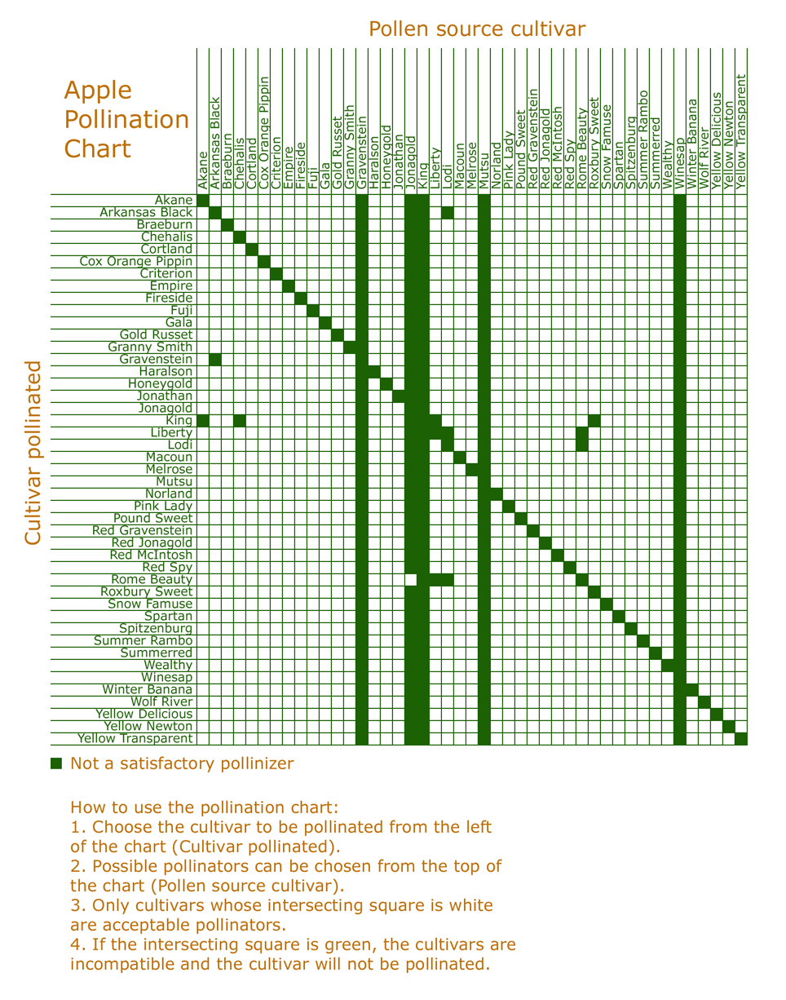 Pollen source cultivar
Apple
Pollination
Chart
Akane
Arkansas Black
Braeburn
Chehalis
Cortland
Cox Orange Pippin
Criterion
Empire
Fireside
Fuji
Gala
Gold Russet
Granny Smith
Gravenstein
Haralson
Honeygold
Jonathan
Jonagold
King
Liberty
Lodi
Macoun
Melrose
Mutsu
Norland
Pink Lady
Pound Sweet
Red Gravenstein
Red Jonagold
Red McIntosh
Red Spy
Rome Beauty
Roxbury Sweet
Snow Famuse
Spartan
Spitzenburg
Summer Rambo
Summerred
Wealthy
Winesap
Winter Banana
Wolf River
Yellow Delicious
Yellow Newton
Yellow Transparent
Cultivar pollinated
Akane
Arkansas Black
Braeburn
Chehalis
Cortland
Cox Orange Pippin
Criterion
Empire
Fireside
Fuji
Gala
Gold Russet
Granny Smith
Gravenstein
Haralson
Honeygold
Jonathan
Jonagold
King
Liberty
Lodi
Macoun
Melrose
Mutsu
Norland
Pink Lady
Pound Sweet
Red Gravenstein
Red Jonagold
Red McIntosh
Red Spy
Rome Beauty
Roxbury Sweet
Snow Famuse
Spartan
Spitzenburg
Summer Rambo
Summerred
Wealthy
Winesap
Winter Banana
Wolf River
Yellow Delicious
Yellow Newton
Yellow Transparent
Not a satisfactory pollinizer
How to use the pollination chart:
1. Choose the cultivar to be pollinated from the left
of the chart (Cultivar pollinated).
2. Possible pollinators can be chosen from the top of
the chart (Pollen source cultivar).
3. Only cultivars whose intersecting square is white
are acceptable pollinators.
4. If the intersecting square is green, the cultivars are
incompatible and the cultivar will not be pollinated.